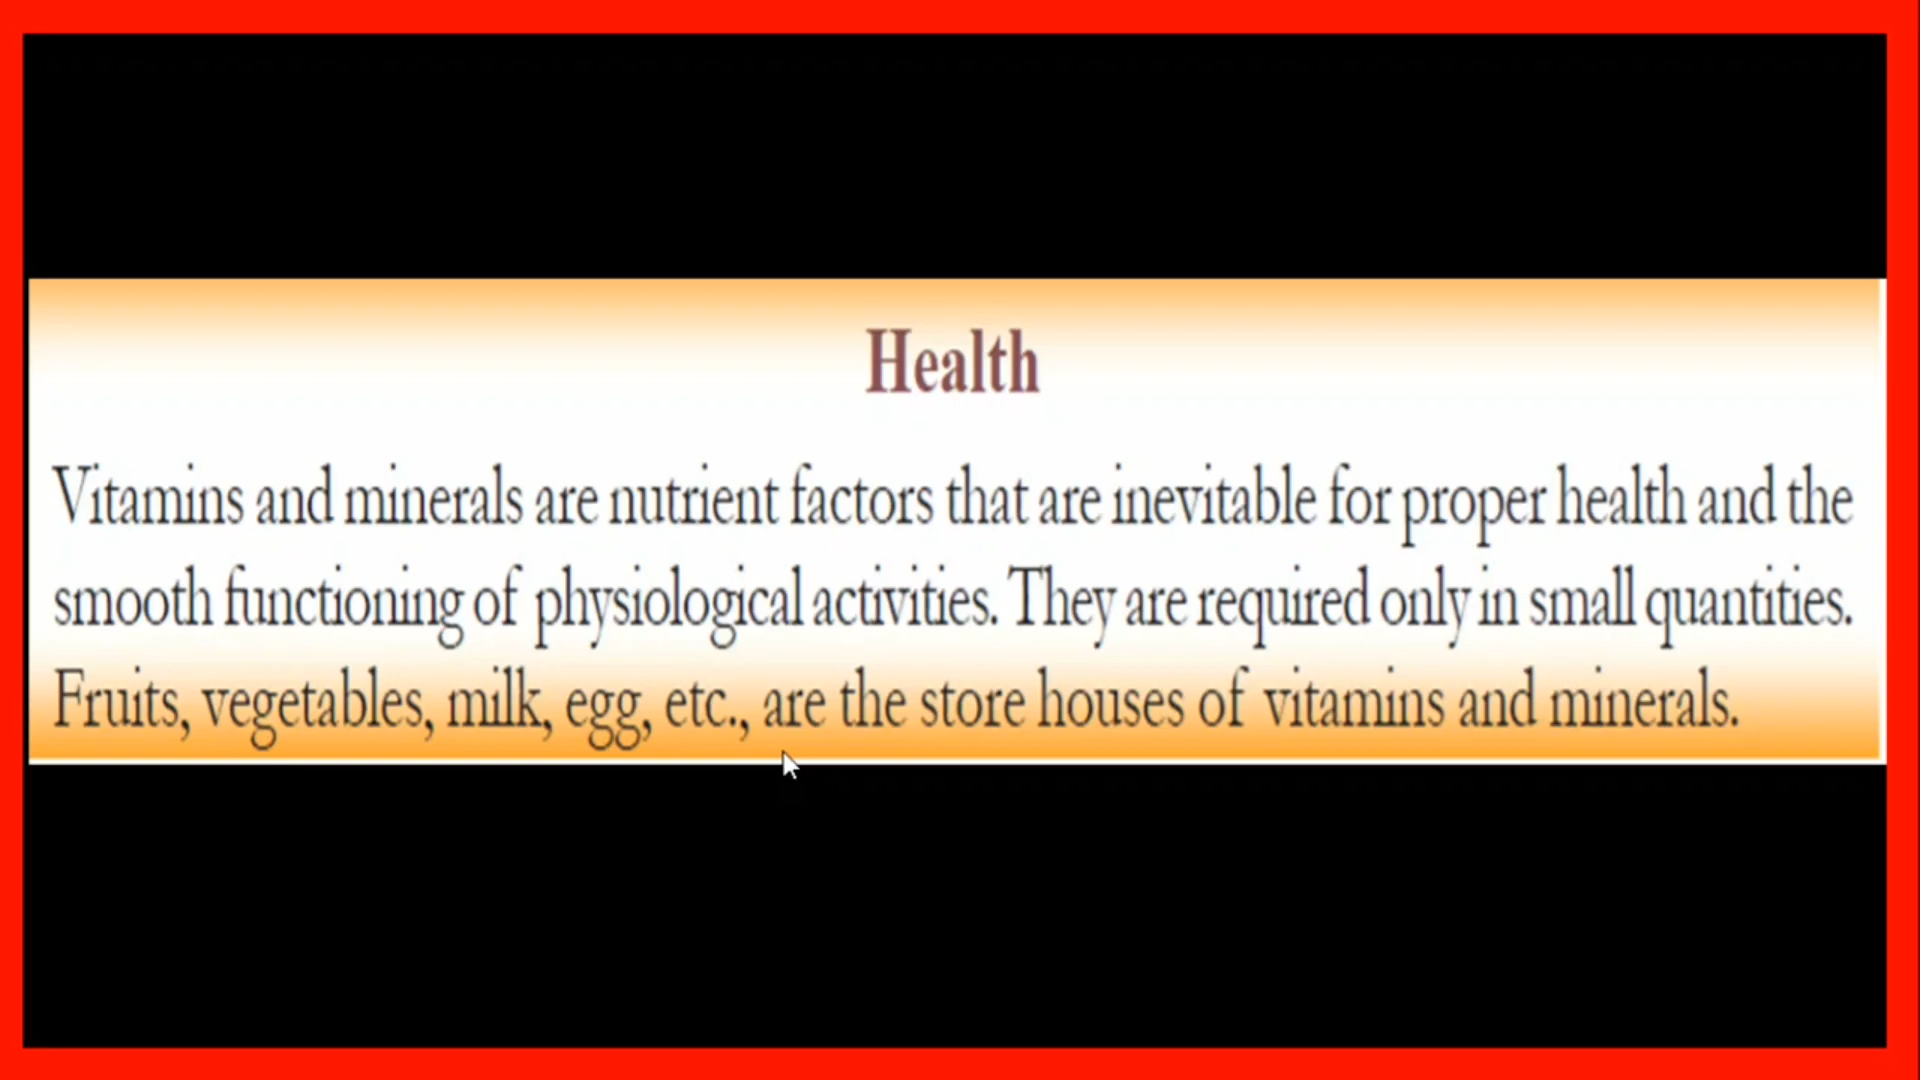 Health
Vitamins and minerals are nutrient factors that are inevitable for proper health and the
smooth functioning of physiological activities. They are required only in small quantities.
Fruits, vegetables, milk, egg, etc., are the store houses of vitamins and minerals.